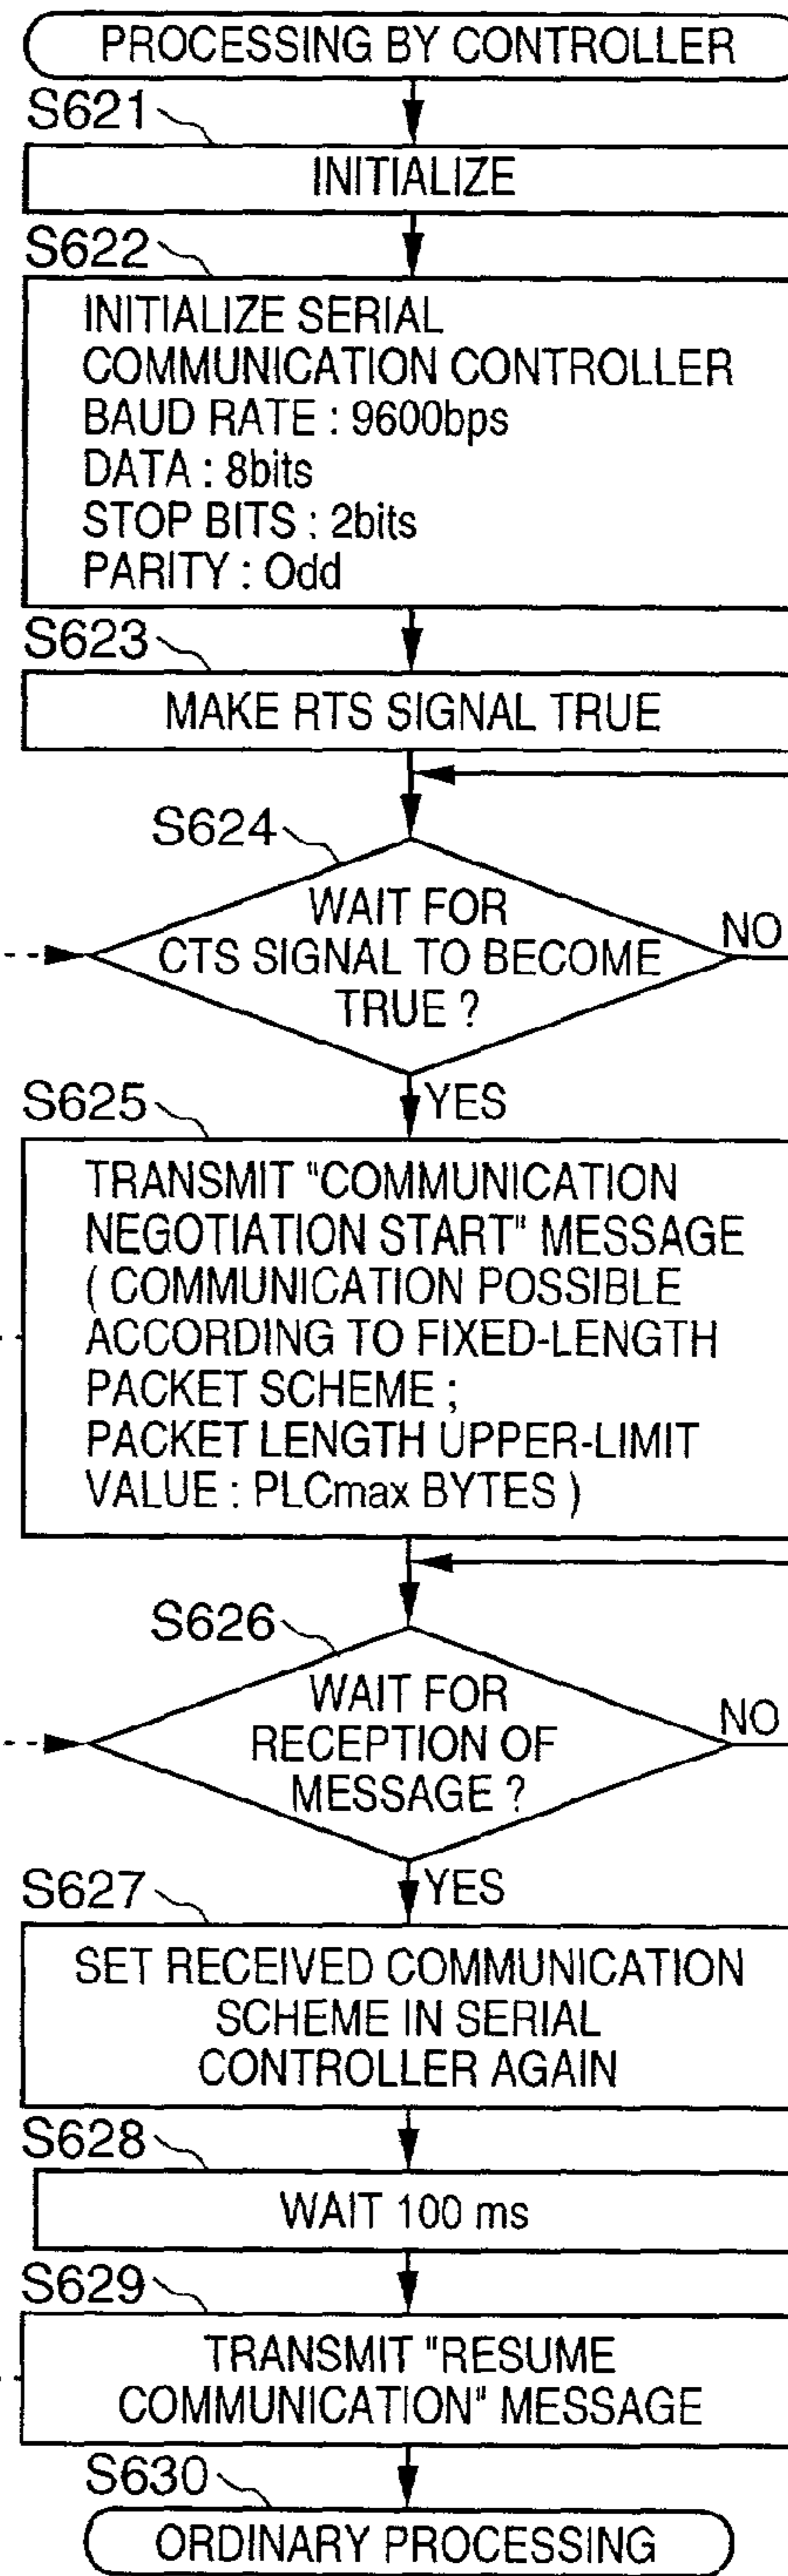 PROCESSING BY CONTROLLER
S621
INITIALIZE
S622
INITIALIZE SERIAL
COMMUNICATION CONTROLLER
BAUD RATE : 9600bps
DATA : 8bits
STOP BITS : 2bits
PARITY : Odd
S623
MAKE RTS SIGNAL TRUE
S624
WAIT FOR
CTS SIGNAL TO BECOME
TRUE ?
NO
YES
S625
TRANSMIT "COMMUNICATION
NEGOTIATION START" MESSAGE
( COMMUNICATION POSSIBLE
ACCORDING TO FIXED-LENGTH
PACKET SCHEME ;
PACKET LENGTH UPPER-LIMIT
VALUE : PLCmax BYTES )
S626
WAIT FOR
RECEPTION OF
MESSAGE ?
NO
YES
S627
SET RECEIVED COMMUNICATION
SCHEME IN SERIAL
CONTROLLER AGAIN
S628
WAIT 100 ms
S629
TRANSMIT "RESUME
COMMUNICATION" MESSAGE
S630
ORDINARY PROCESSING